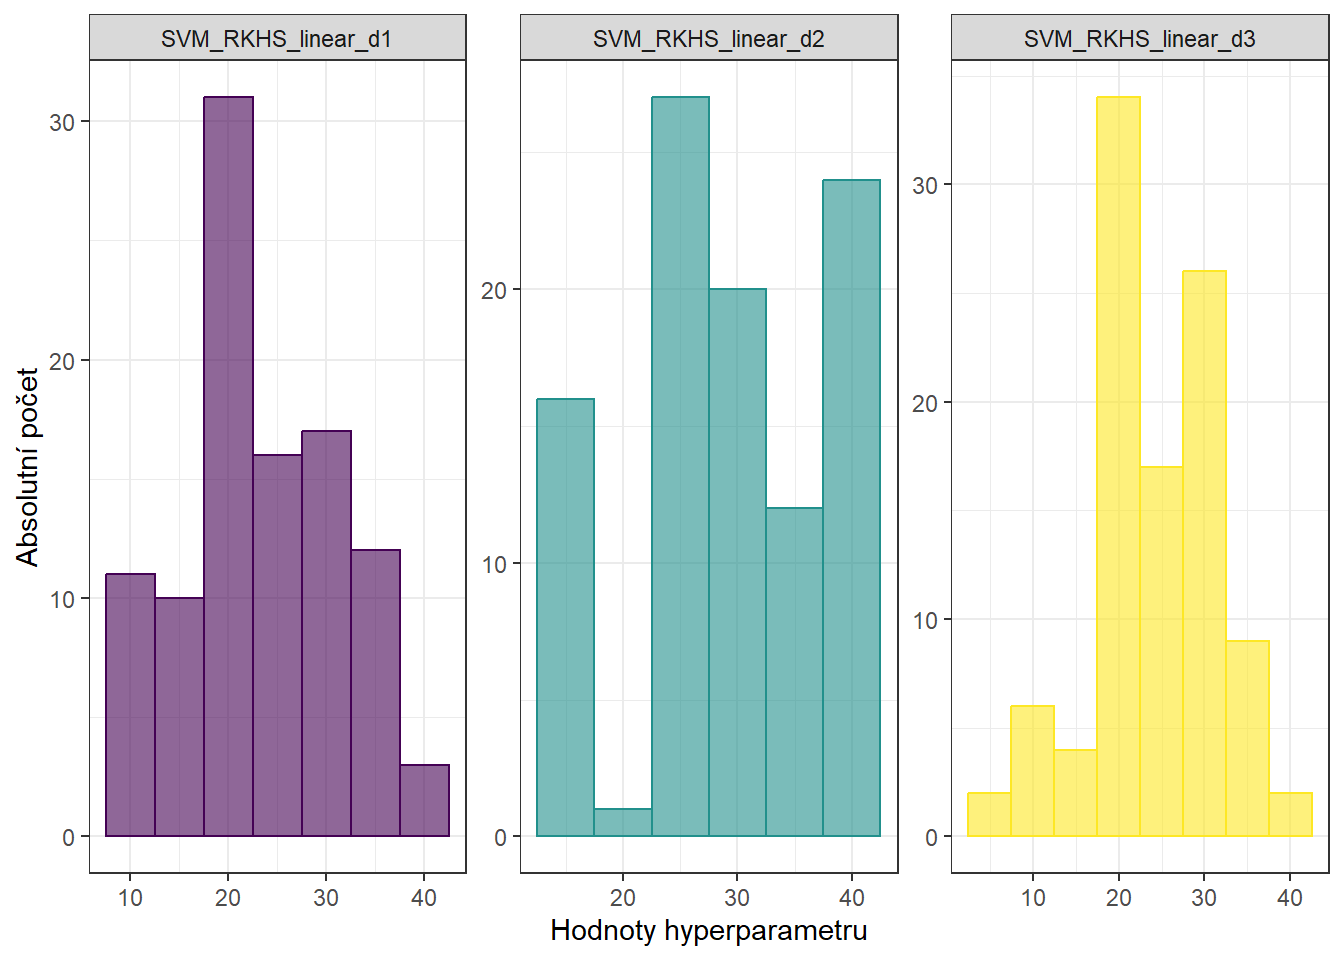 SVM_RKHS_linear_d1 SVM_RKHS_linear_d2 SVM_RKHS_linear_d3
Absolutní počet
30
20
10
0
20
10
0
30
20
10
0
10 20 30 40
20 30 40
10 20 30 40
Hodnoty hyperparametru